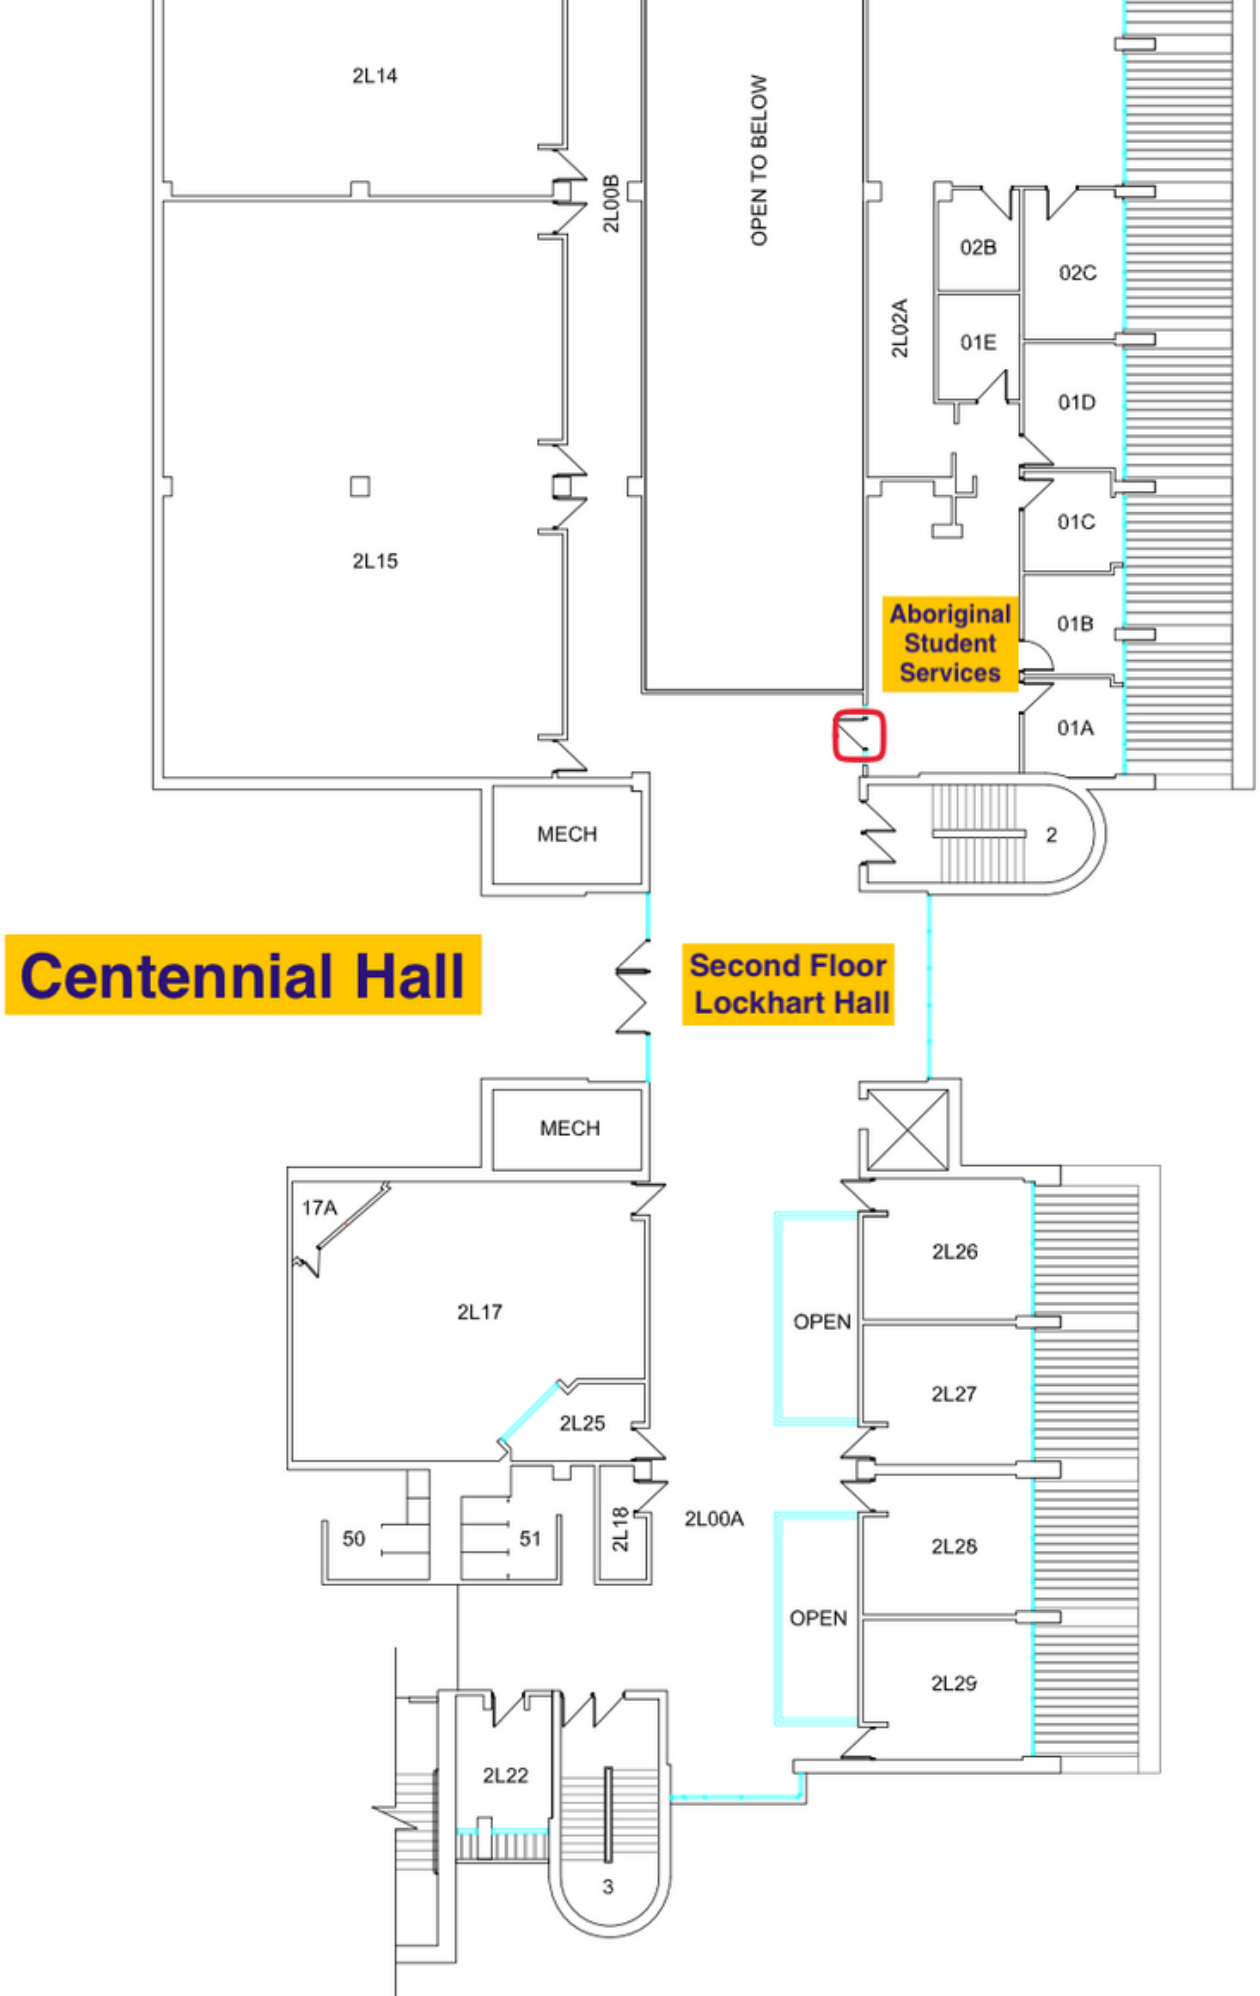 2L14
OPEN TO BELOW
2L00B
02B
02C
2L02A
01E
01D
01C
2L15
Aboriginal
Student
Services
01B
01A
MECH
2
Centennial Hall
Second Floor
Lockhart Hall
MECH
17A
2L26
2L17
OPEN
2L27
2L25
2L18
2L00A
50
51
2L28
OPEN
2L29
2L22
3